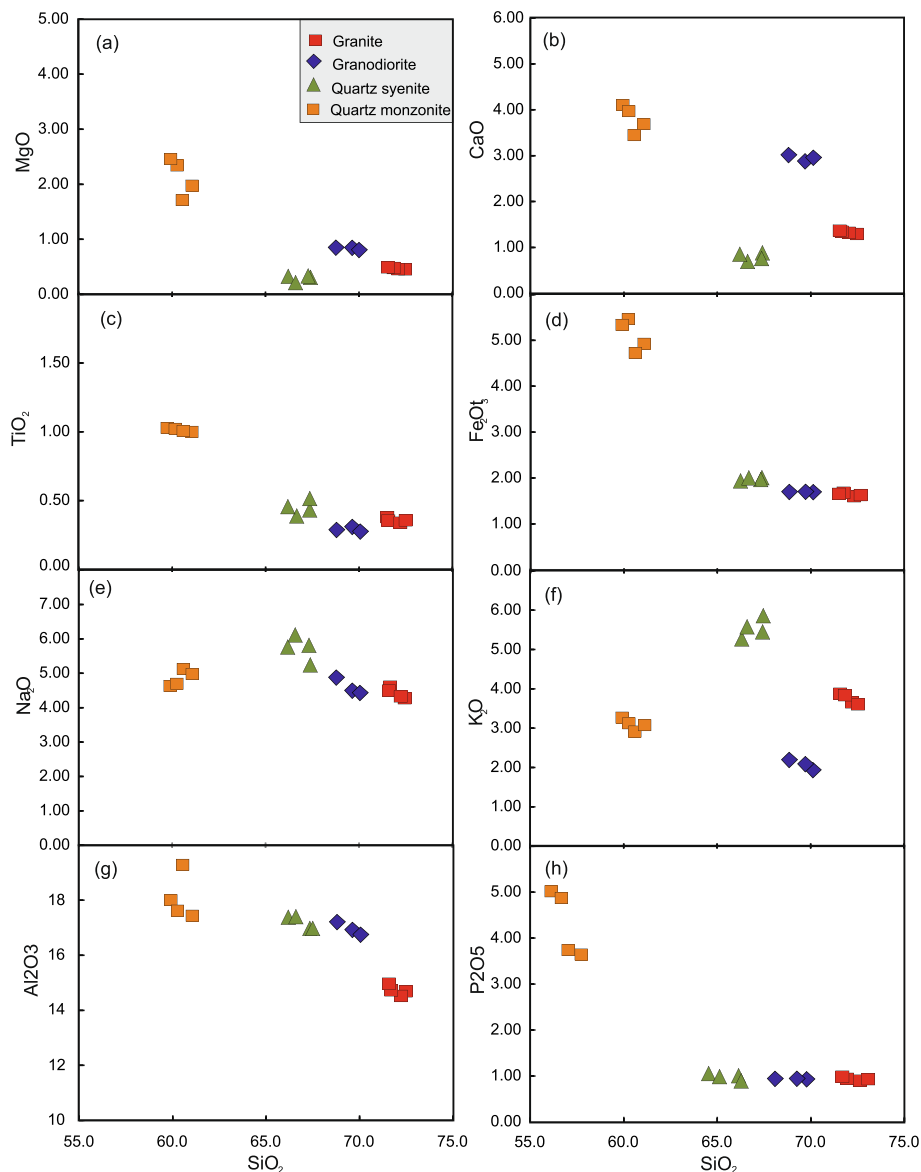 (a)
5.00
4.00
3.00
2.00
1.00
0.00
MgO
Granite
Granodiorite
Quartz syenite
Quartz monzonite
(b)
6.00
5.00
4.00
3.00
2.00
1.00
0.00
CaO
(c)
1.50
1.00
0.50
0.00
TiO2
(d)
5.00
4.00
3.00
2.00
1.00
0.00
Fe2Ot3
(e)
7.00
6.00
5.00
4.00
3.00
2.00
1.00
0.00
Na2O
(f)
6.00
5.00
4.00
3.00
2.00
1.00
0.00
K2O
(g)
18
16
14
12
10
Al2O3
55.0 60.0 65.0 70.0 75.0
SiO2
(h)
5.00
4.00
3.00
2.00
1.00
0.00
P2O5
55.0 60.0 65.0 70.0 75.0
SiO2